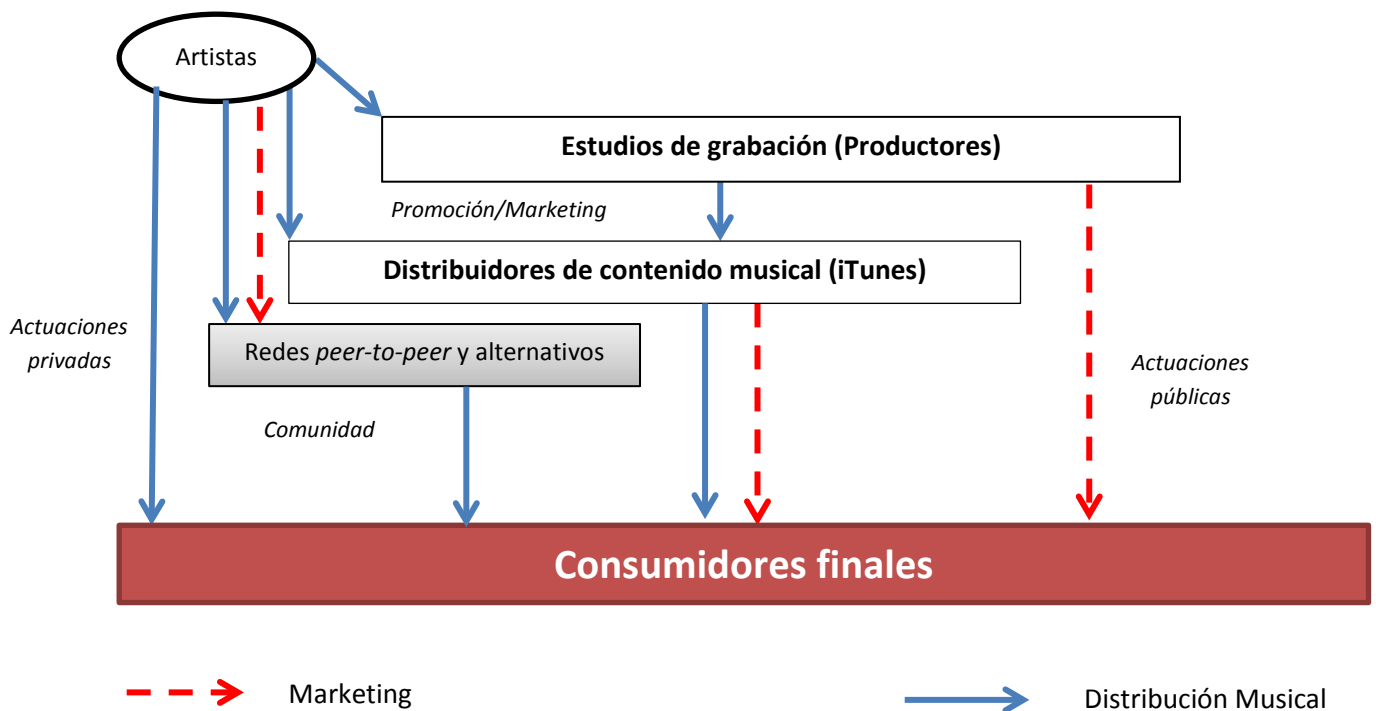 Artistas
Estudios de grabación (Productores)
Promoción/Marketing
Distribuidores de contenido musical (iTunes)
Actuaciones
privadas
Redes peer-to-peer y alternativos
Actuaciones
públicas
Comunidad
Consumidores finales
Marketing
Distribución Musical